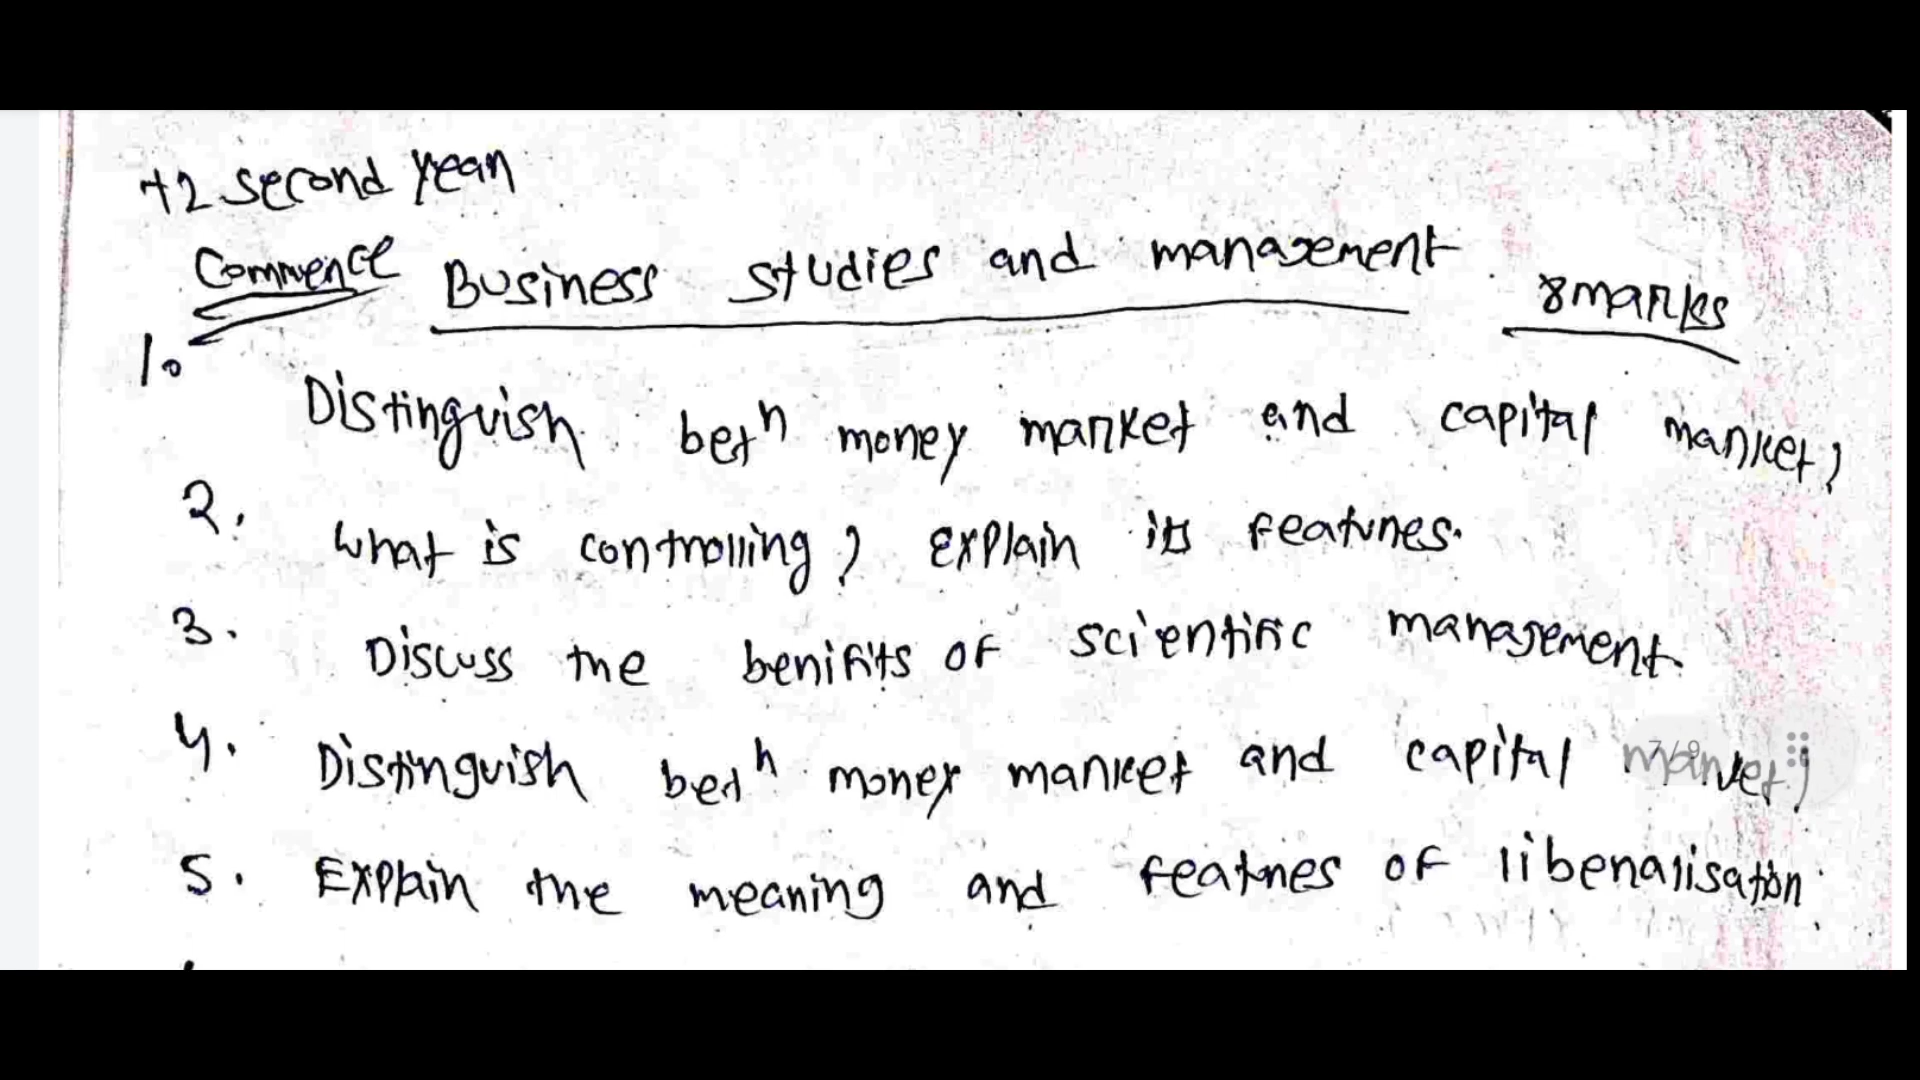 +2 second year
Commerce Business studies and management 8marks
1. Distinguish betn money market and capital market?
2. What is controlling? Explain its features.
3. Discuss the benifits of scientific management.
4. Distinguish betn money market and capital market?
5. Explain the meaning and features of liberalisation.
7/9